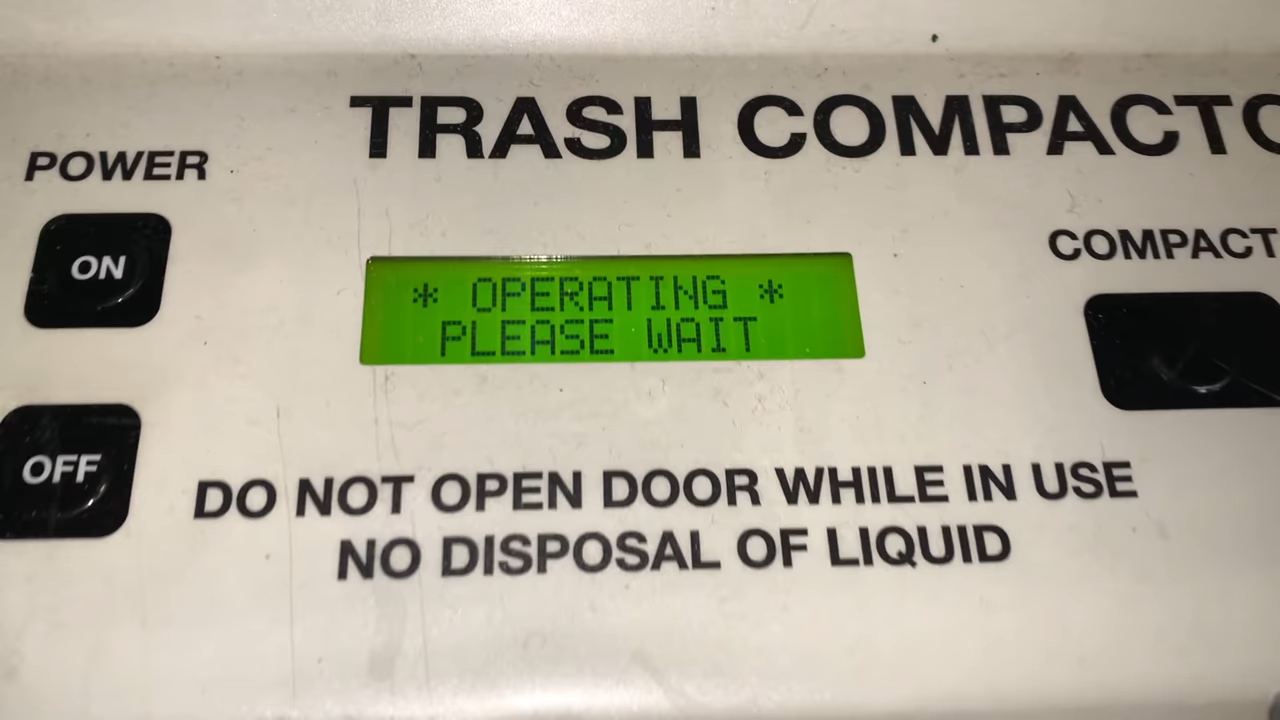 TRASH COMPACTO
POWER
ON
COMPACT
* OPERATING *
PLEASE WAIT
OFF
DO NOT OPEN DOOR WHILE IN USE
NO DISPOSAL OF LIQUID